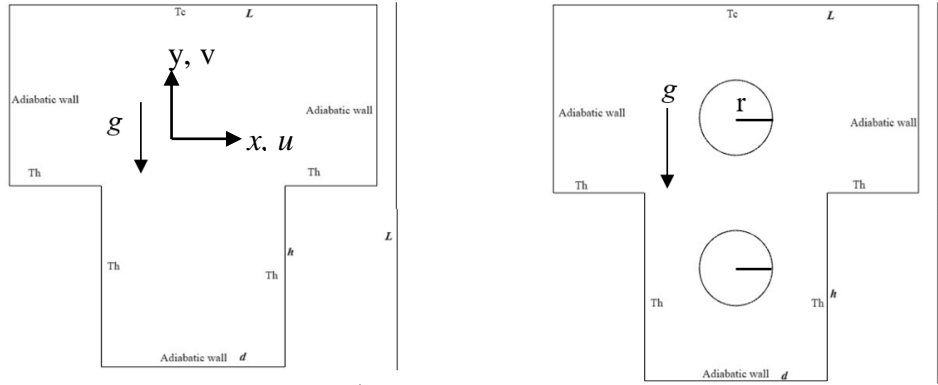 Tc L
y, v
Adiabatic wall
Adiabatic wall
g
x, u
Th
Th
L
h
Th
Th
Adiabatic wall d
Tc L
g
r
Adiabatic wall
Adiabatic wall
Th
Th
h
Th
Th
Adiabatic wall d